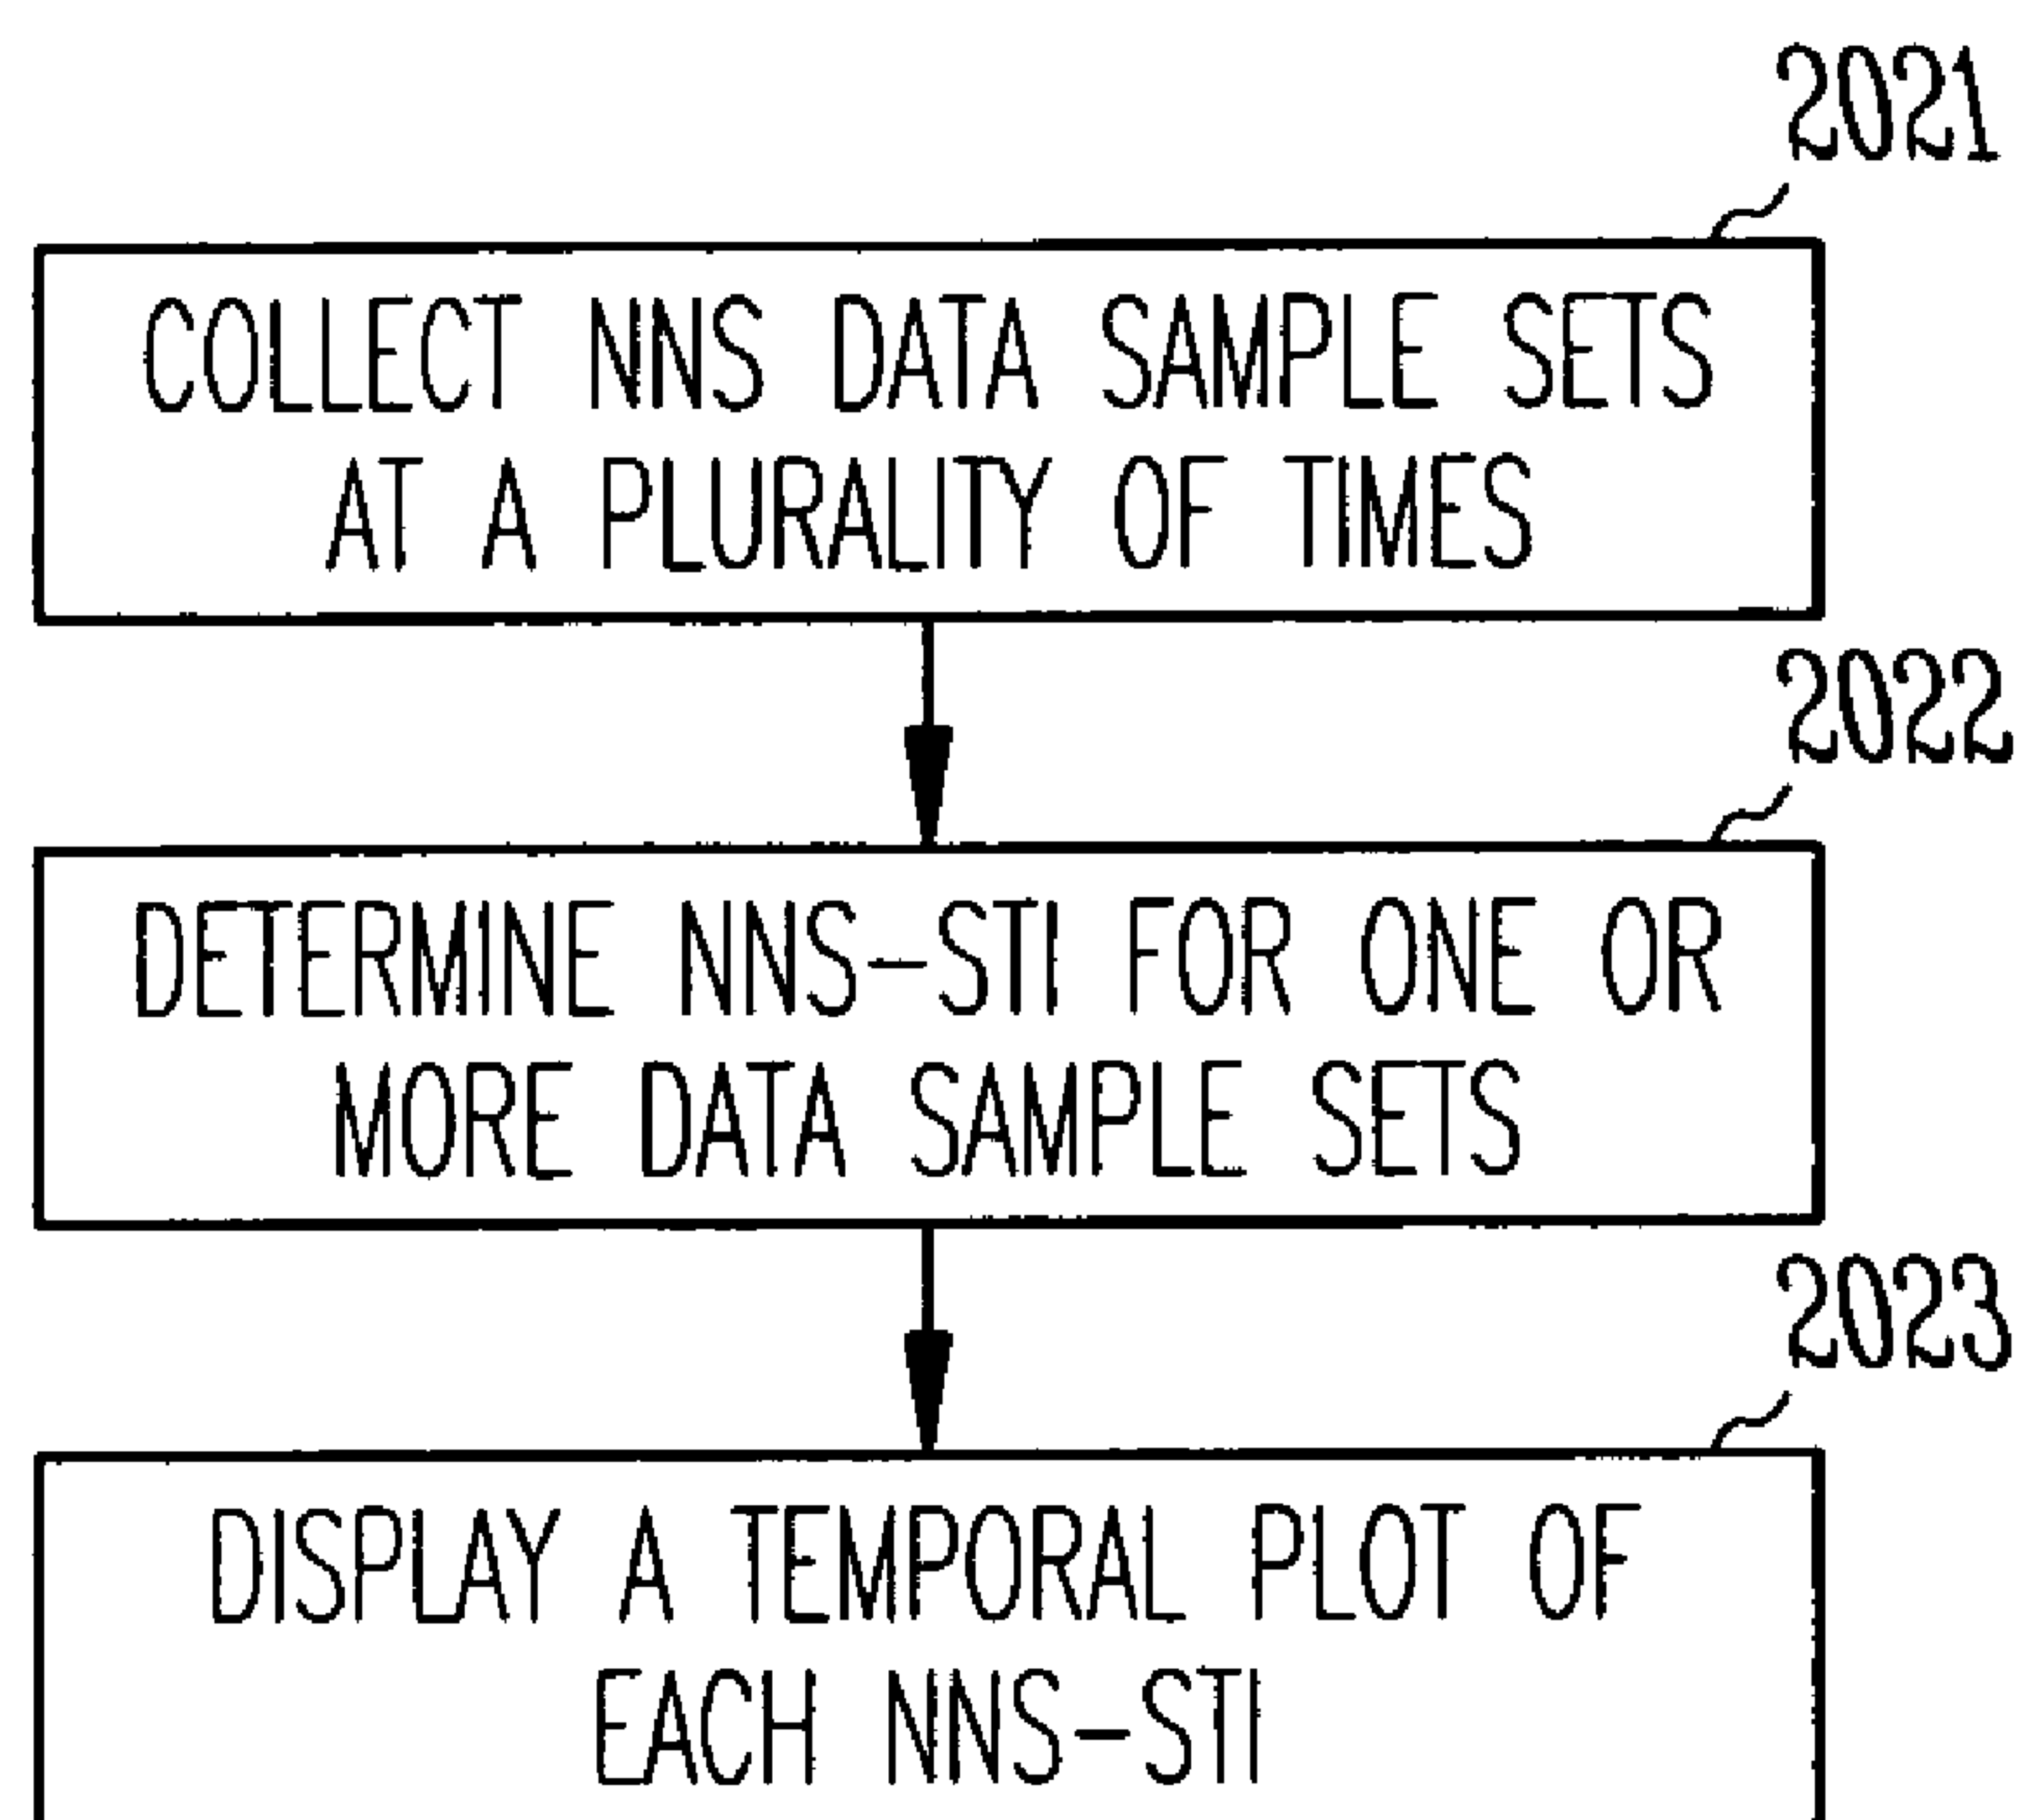 2021
COLLECT NNS DATA SAMPLE SETS
AT A PLURALITY OF TIMES
2022
DETERMINE NNS-STI FOR ONE OR
MORE DATA SAMPLE SETS
2023
DISPLAY A TEMPORAL PLOT OF
EACH NNS-STI